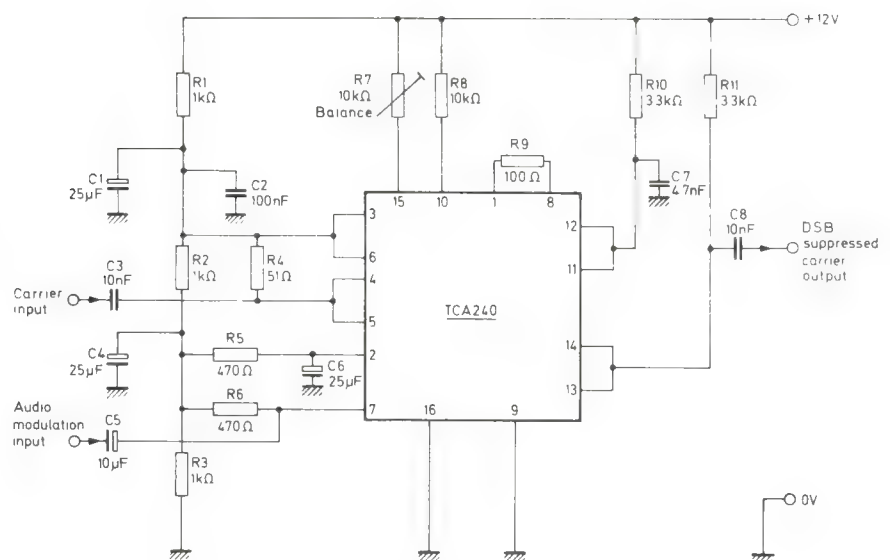 +12V
R1
1kΩ
R7
10kΩ
Balance
R8
10kΩ
R10
33kΩ
R11
33kΩ
R9
100Ω
C1
25μF
C2
100nF
C7
4.7nF
15
10
1
8
3
6
4
5
2
7
12
11
14
13
16
9
TCA240
C8
10nF
DSB
suppressed
carrier
output
R2
1kΩ
R4
51Ω
C3
10nF
Carrier
input
C4
25μF
R5
470Ω
C6
25μF
R6
470Ω
Audio
modulation
input
C5
10μF
R3
1kΩ
0V